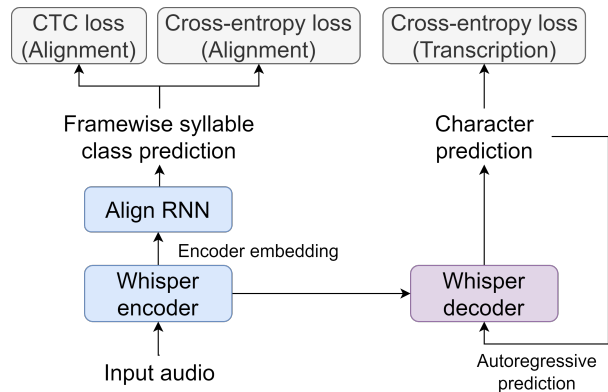 CTC loss
(Alignment)
Cross-entropy loss
(Alignment)
Cross-entropy loss
(Transcription)
Framewise syllable
class prediction
Character
prediction
Align RNN
Encoder embedding
Whisper
encoder
Whisper
decoder
Input audio
Autoregressive
prediction